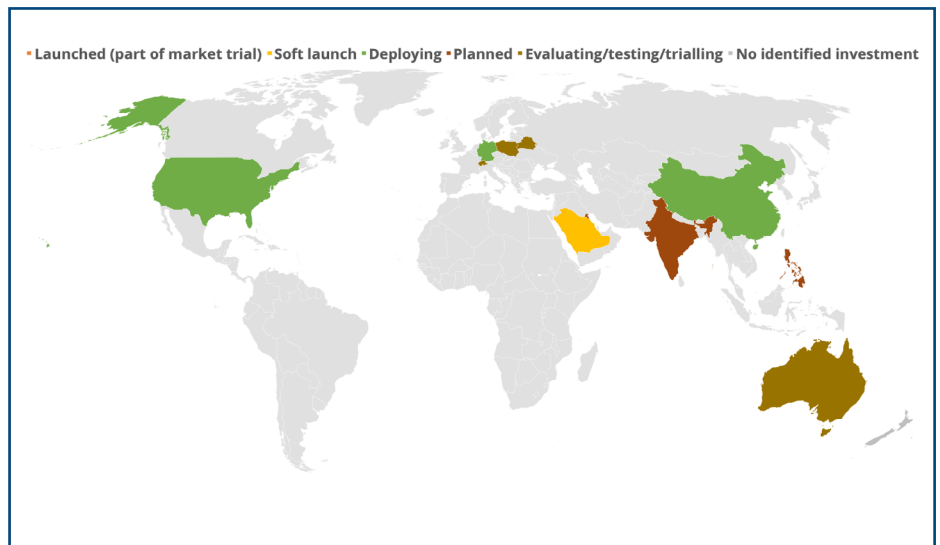 Launched (part of market trial) Soft launch Deploying Planned Evaluating/testing/trialling No identified investment